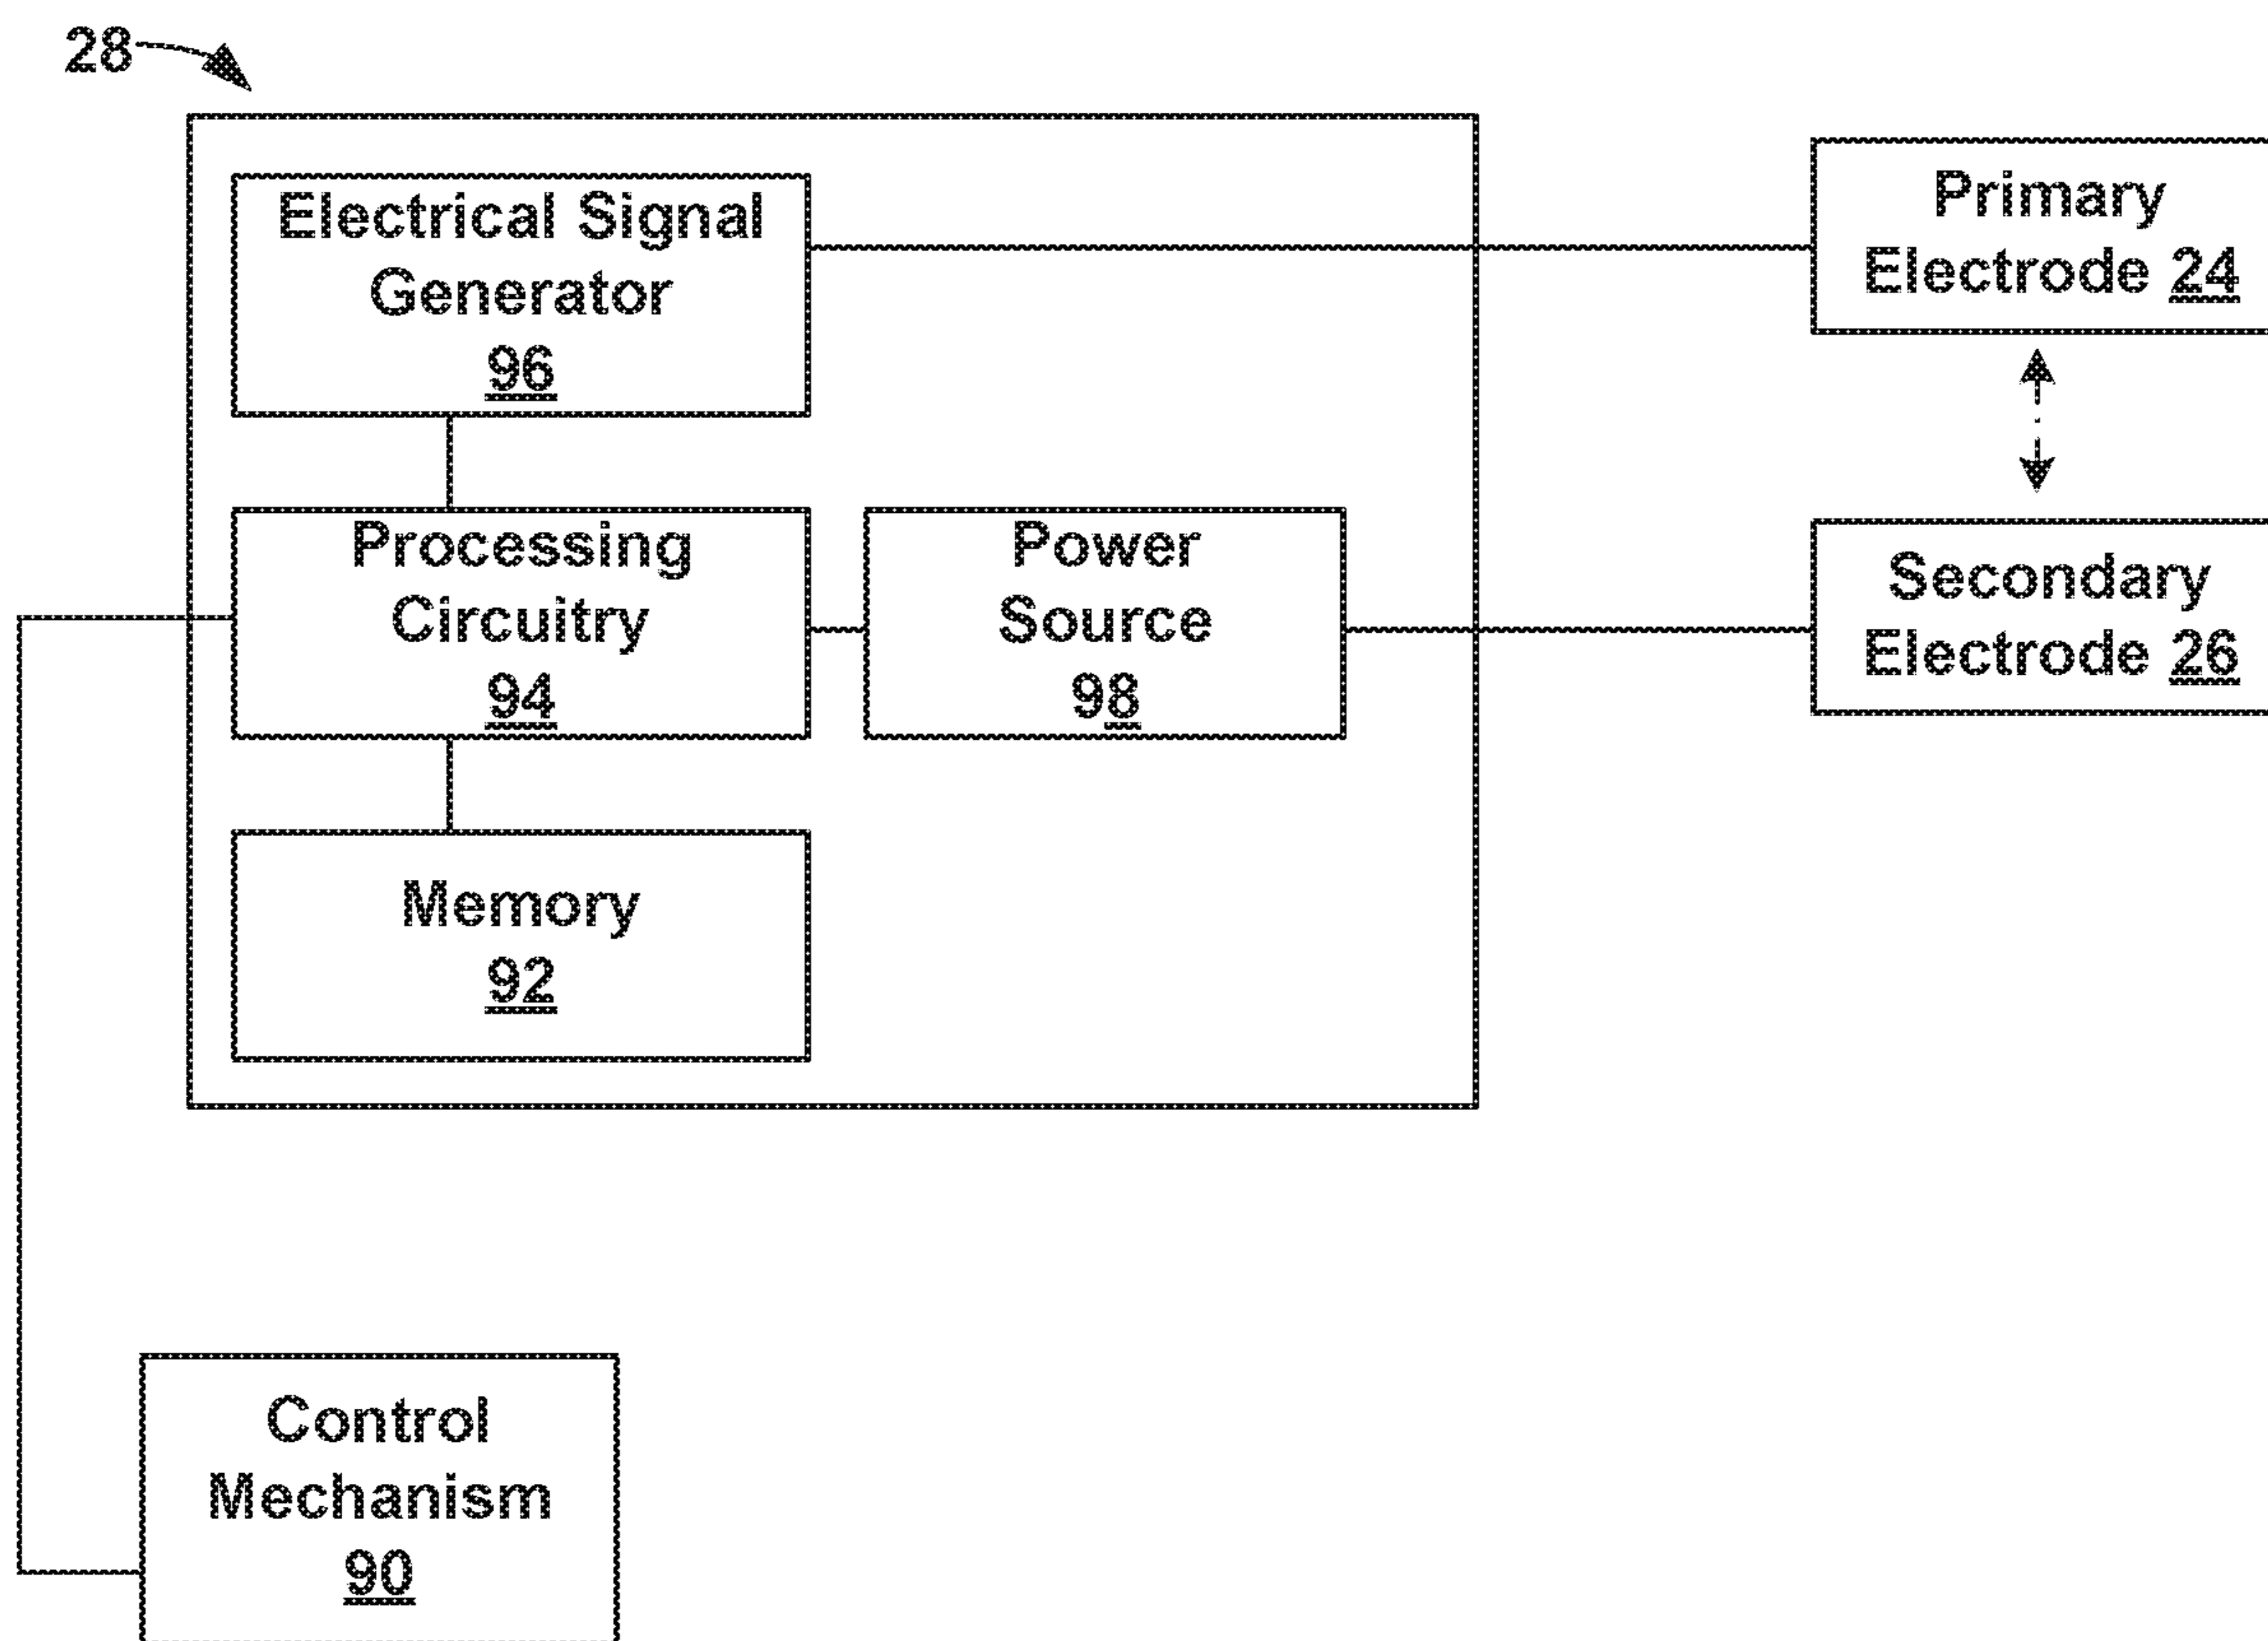 28
Electrical Signal
Generator
96
Primary
Electrode 24
Processing
Circuitry
94
Power
Source
98
Secondary
Electrode 26
Memory
92
Control
Mechanism
90